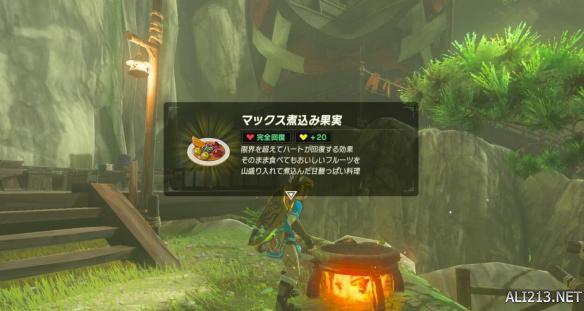 マックス煮込み果実
完全回復 +20
限界を超えてハートが回復する効果
そのまま食べてもおいしいフルーツを
山盛り入れて煮込んだ甘酸っぱい料理
ALI213.NET